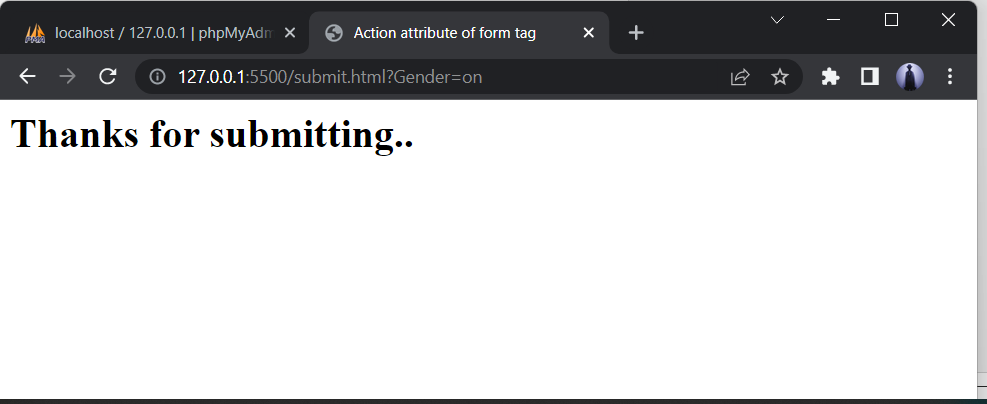 localhost / 127.0.0.1 | phpMyAdm
Action attribute of form tag
127.0.0.1:5500/submit.html?Gender=on
Thanks for submitting..